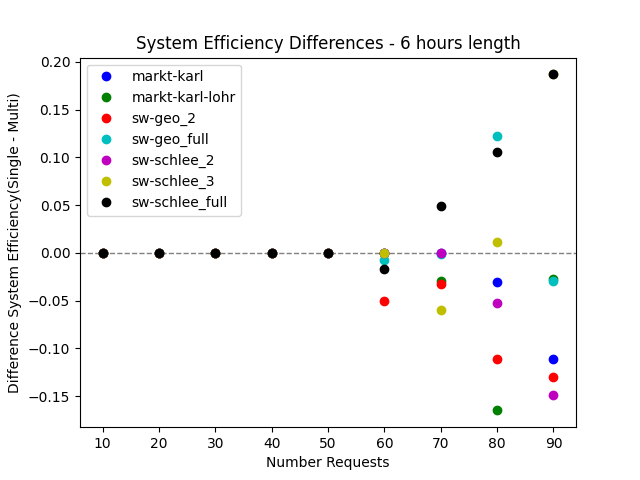 System Efficiency Differences - 6 hours length
Difference System Efficiency(Single - Multi)
0.20
0.15
0.10
0.05
0.00
−0.05
−0.10
−0.15
markt-karl
markt-karl-lohr
sw-geo_2
sw-geo_full
sw-schlee_2
sw-schlee_3
sw-schlee_full
10 20 30 40 50 60 70 80 90
Number Requests